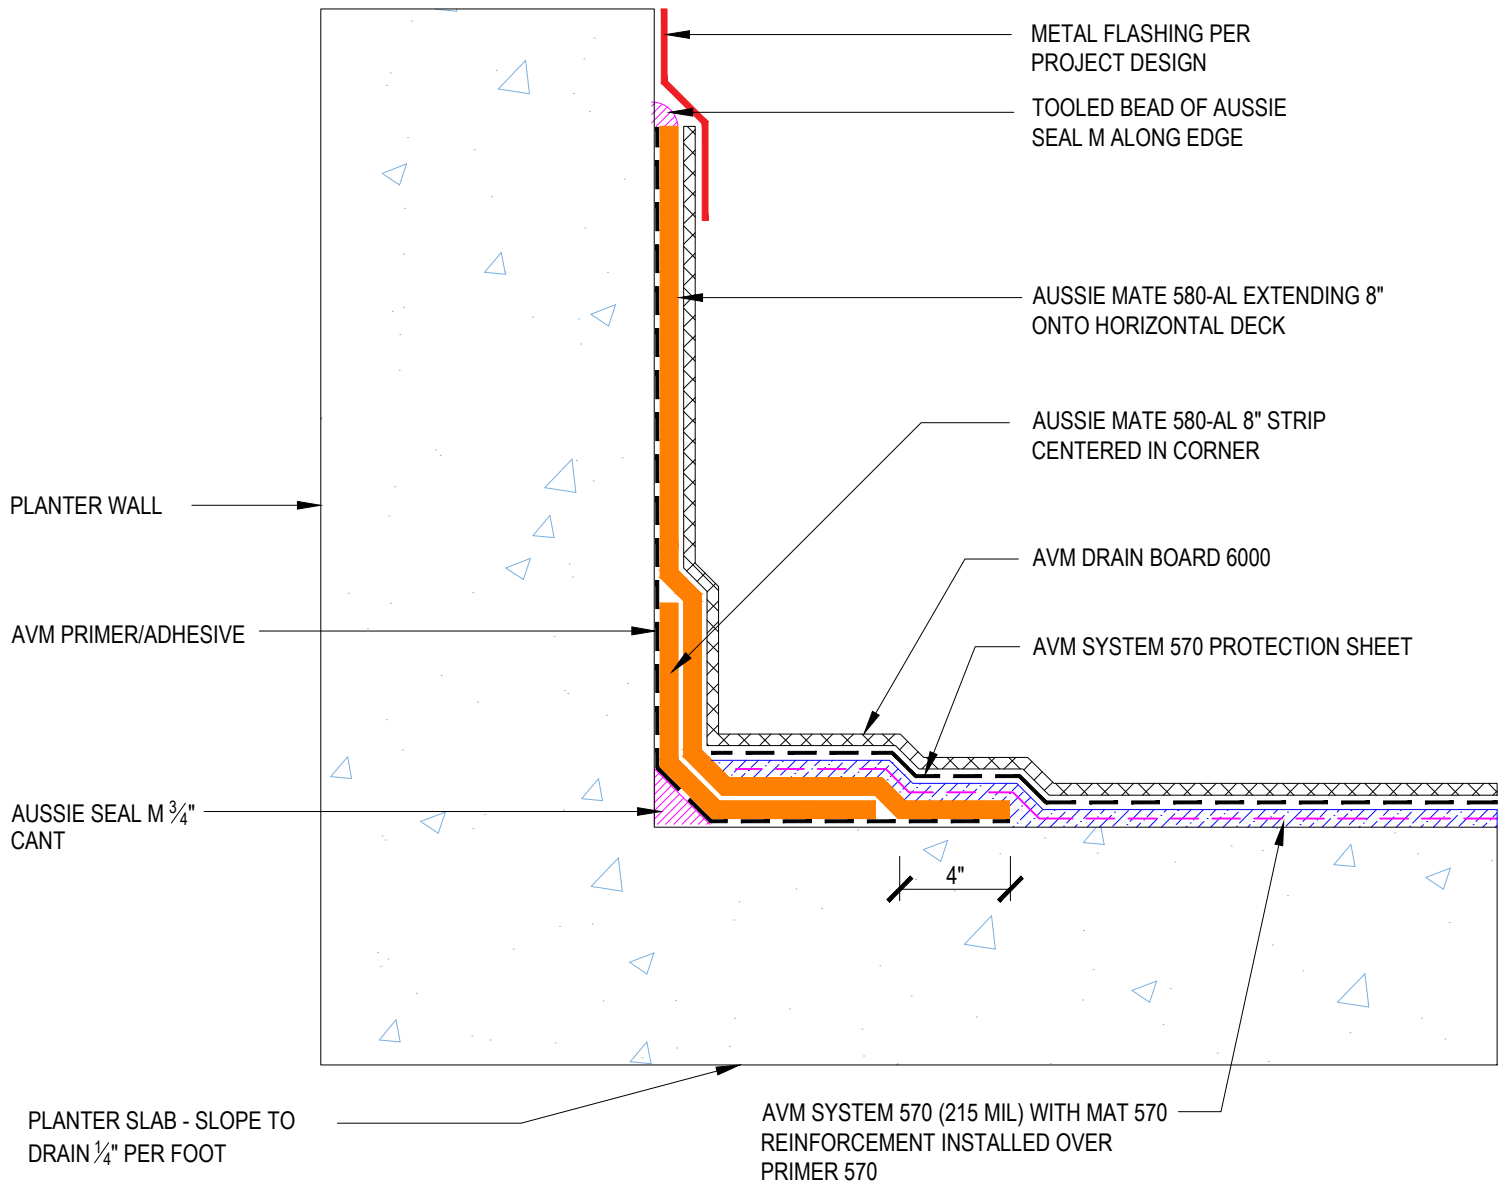 METAL FLASHING PER
PROJECT DESIGN
TOOLED BEAD OF AUSSIE
SEAL M ALONG EDGE
AUSSIE MATE 580-AL EXTENDING 8"
ONTO HORIZONTAL DECK
AUSSIE MATE 580-AL 8" STRIP
CENTERED IN CORNER
PLANTER WALL
AVM DRAIN BOARD 6000
AVM PRIMER/ADHESIVE
AVM SYSTEM 570 PROTECTION SHEET
AUSSIE SEAL M 3/4"
CANT
4"
PLANTER SLAB - SLOPE TO
DRAIN 1/4" PER FOOT
AVM SYSTEM 570 (215 MIL) WITH MAT 570
REINFORCEMENT INSTALLED OVER
PRIMER 570